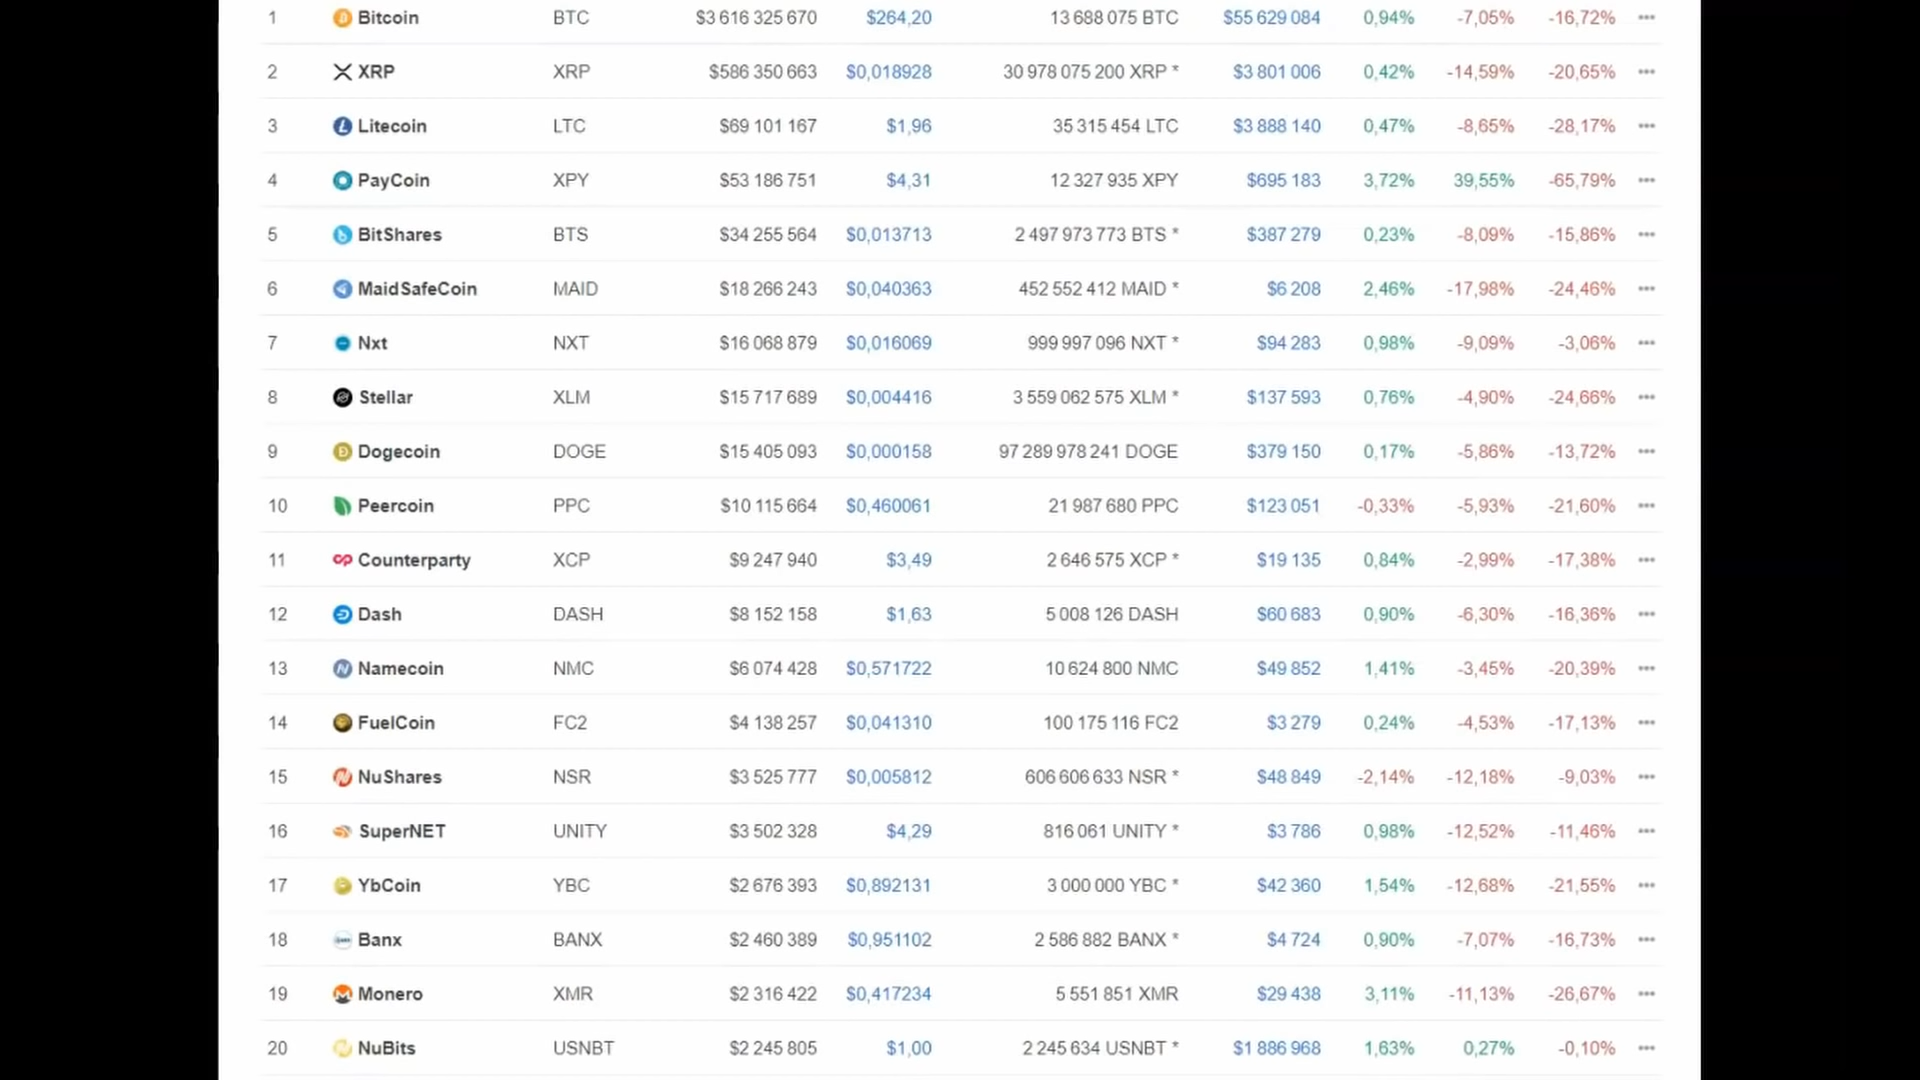 1 Bitcoin BTC $3 616 325 670 $264,20 13 688 075 BTC $55 629 084 0,94% -7,05% -16,72% •••
2 XRP XRP $586 350 663 $0,018928 30 978 075 200 XRP * $3 801 006 0,42% -14,59% -20,65% •••
3 Litecoin LTC $69 101 167 $1,96 35 315 454 LTC $3 888 140 0,47% -8,65% -28,17% •••
4 PayCoin XPY $53 186 751 $4,31 12 327 935 XPY $695 183 3,72% 39,55% -65,79% •••
5 BitShares BTS $34 255 564 $0,013713 2 497 973 773 BTS * $387 279 0,23% -8,09% -15,86% •••
6 MaidSafeCoin MAID $18 266 243 $0,040363 452 552 412 MAID * $6 208 2,46% -17,98% -24,46% •••
7 Nxt NXT $16 068 879 $0,016069 999 997 096 NXT * $94 283 0,98% -9,09% -3,06% •••
8 Stellar XLM $15 717 689 $0,004416 3 559 062 575 XLM * $137 593 0,76% -4,90% -24,66% •••
9 Dogecoin DOGE $15 405 093 $0,000158 97 289 978 241 DOGE $379 150 0,17% -5,86% -13,72% •••
10 Peercoin PPC $10 115 664 $0,460061 21 987 680 PPC $123 051 -0,33% -5,93% -21,60% •••
11 Counterparty XCP $9 247 940 $3,49 2 646 575 XCP * $19 135 0,84% -2,99% -17,38% •••
12 Dash DASH $8 152 158 $1,63 5 008 126 DASH $60 683 0,90% -6,30% -16,36% •••
13 Namecoin NMC $6 074 428 $0,571722 10 624 800 NMC $49 852 1,41% -3,45% -20,39% •••
14 FuelCoin FC2 $4 138 257 $0,041310 100 175 116 FC2 $3 279 0,24% -4,53% -17,13% •••
15 NuShares NSR $3 525 777 $0,005812 606 606 633 NSR * $48 849 -2,14% -12,18% -9,03% •••
16 SuperNET UNITY $3 502 328 $4,29 816 061 UNITY * $3 786 0,98% -12,52% -11,46% •••
17 YbCoin YBC $2 676 393 $0,892131 3 000 000 YBC * $42 360 1,54% -12,68% -21,55% •••
18 Banx BANX $2 460 389 $0,951102 2 586 882 BANX * $4 724 0,90% -7,07% -16,73% •••
19 Monero XMR $2 316 422 $0,417234 5 551 851 XMR $29 438 3,11% -11,13% -26,67% •••
20 NuBits USNBT $2 245 805 $1,00 2 245 634 USNBT * $1 886 968 1,63% 0,27% -0,10% •••